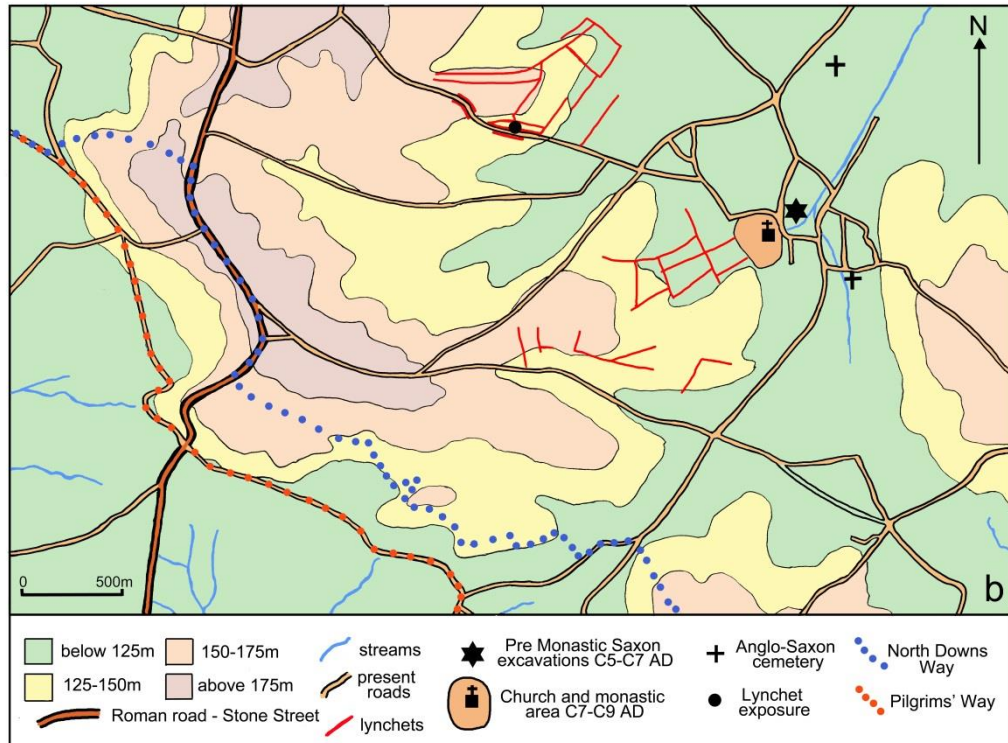 N
0 500m
b
below 125m
150-175m
125-150m
above 175m
Roman road - Stone Street
streams
present
roads
lynchets
Pre Monastic Saxon
excavations C5-C7 AD
Church and monastic
area C7-C9 AD
Anglo-Saxon
cemetery
Lynchet
exposure
North Downs
Way
Pilgrims' Way